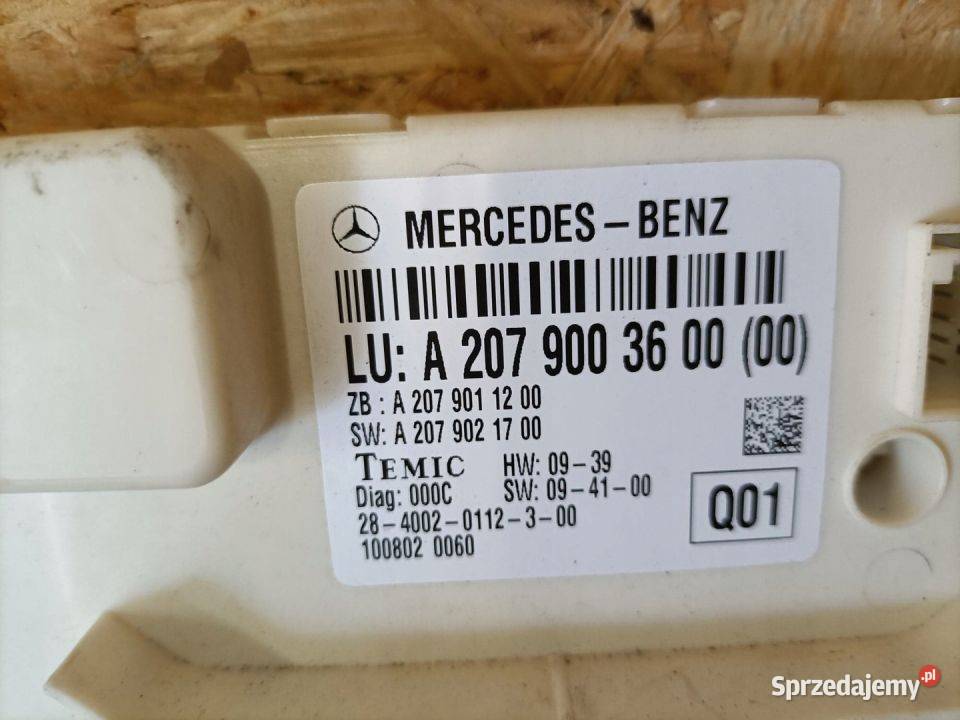 MERCEDES-BENZ
LU: A 207 900 36 00 (00)
ZB : A 207 901 12 00
SW: A 207 902 17 00
TEMIC HW: 09-39
Diag: 000C SW: 09-41-00
28-4002-0112-3-00
100802 0060
Q01
Sprzedajemy.pl